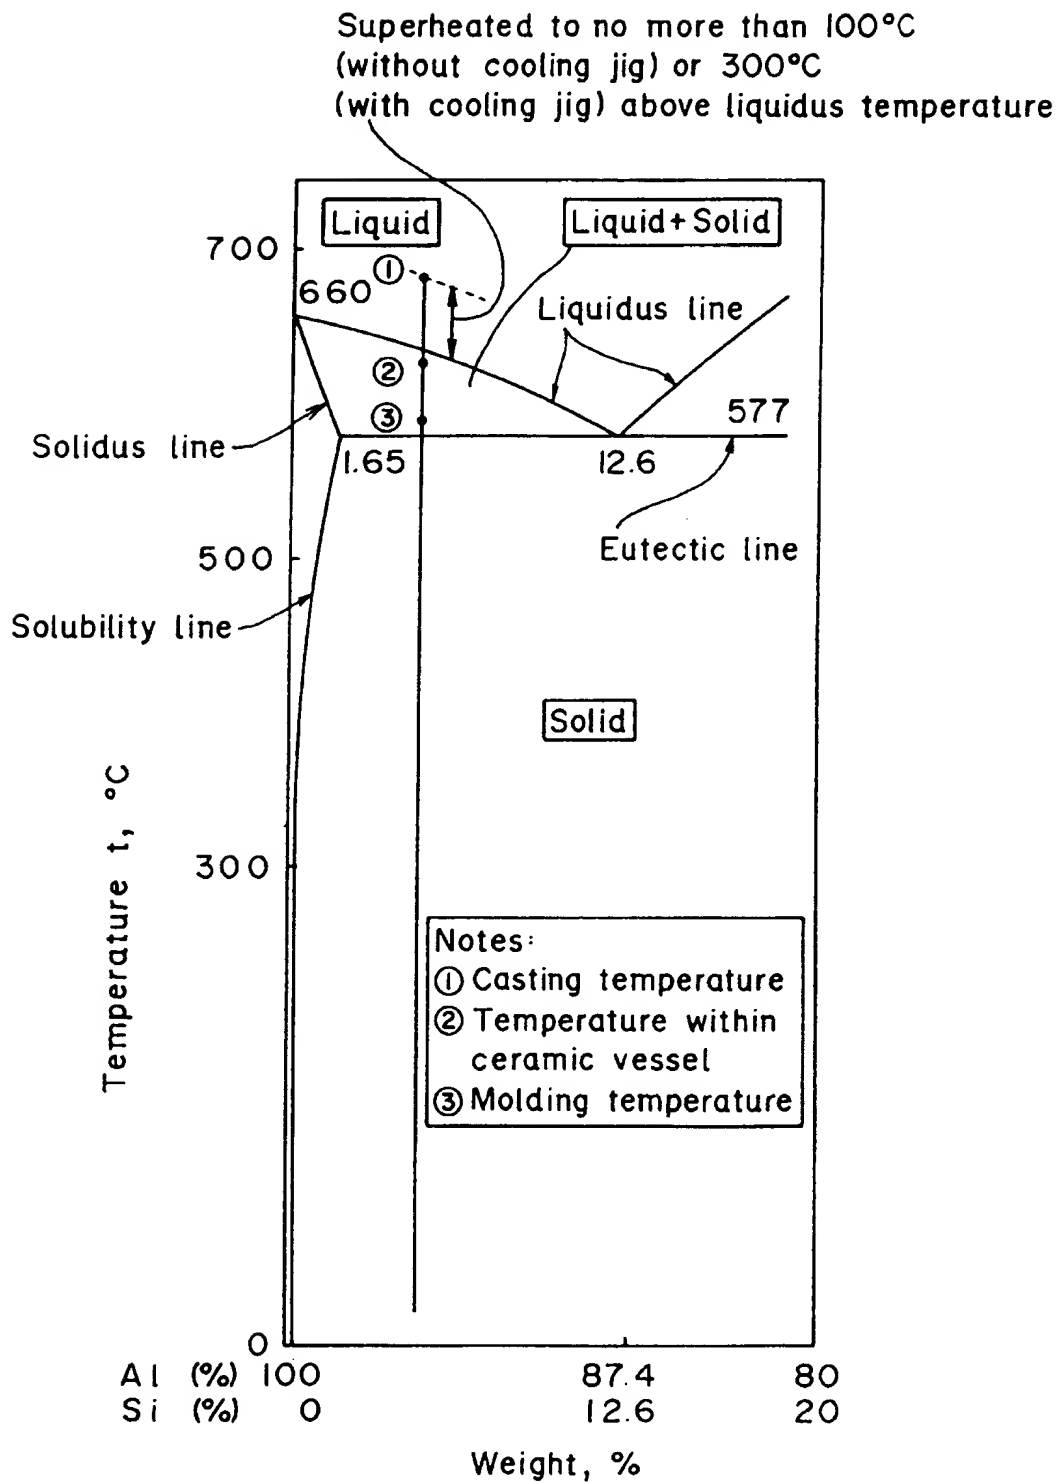 Superheated to no more than 100°C
(without cooling jig) or 300°C
(with cooling jig) above liquidus temperature
Liquid
Liquid+Solid
700
①
660
Liquidus line
②
③
577
Solidus line
1.65
12.6
Eutectic line
500
Solubility line
Solid
Temperature t, °C
300
Notes:
① Casting temperature
② Temperature within
ceramic vessel
③ Molding temperature
0
Al (%) 100 87.4 80
Si (%) 0 12.6 20
Weight, %